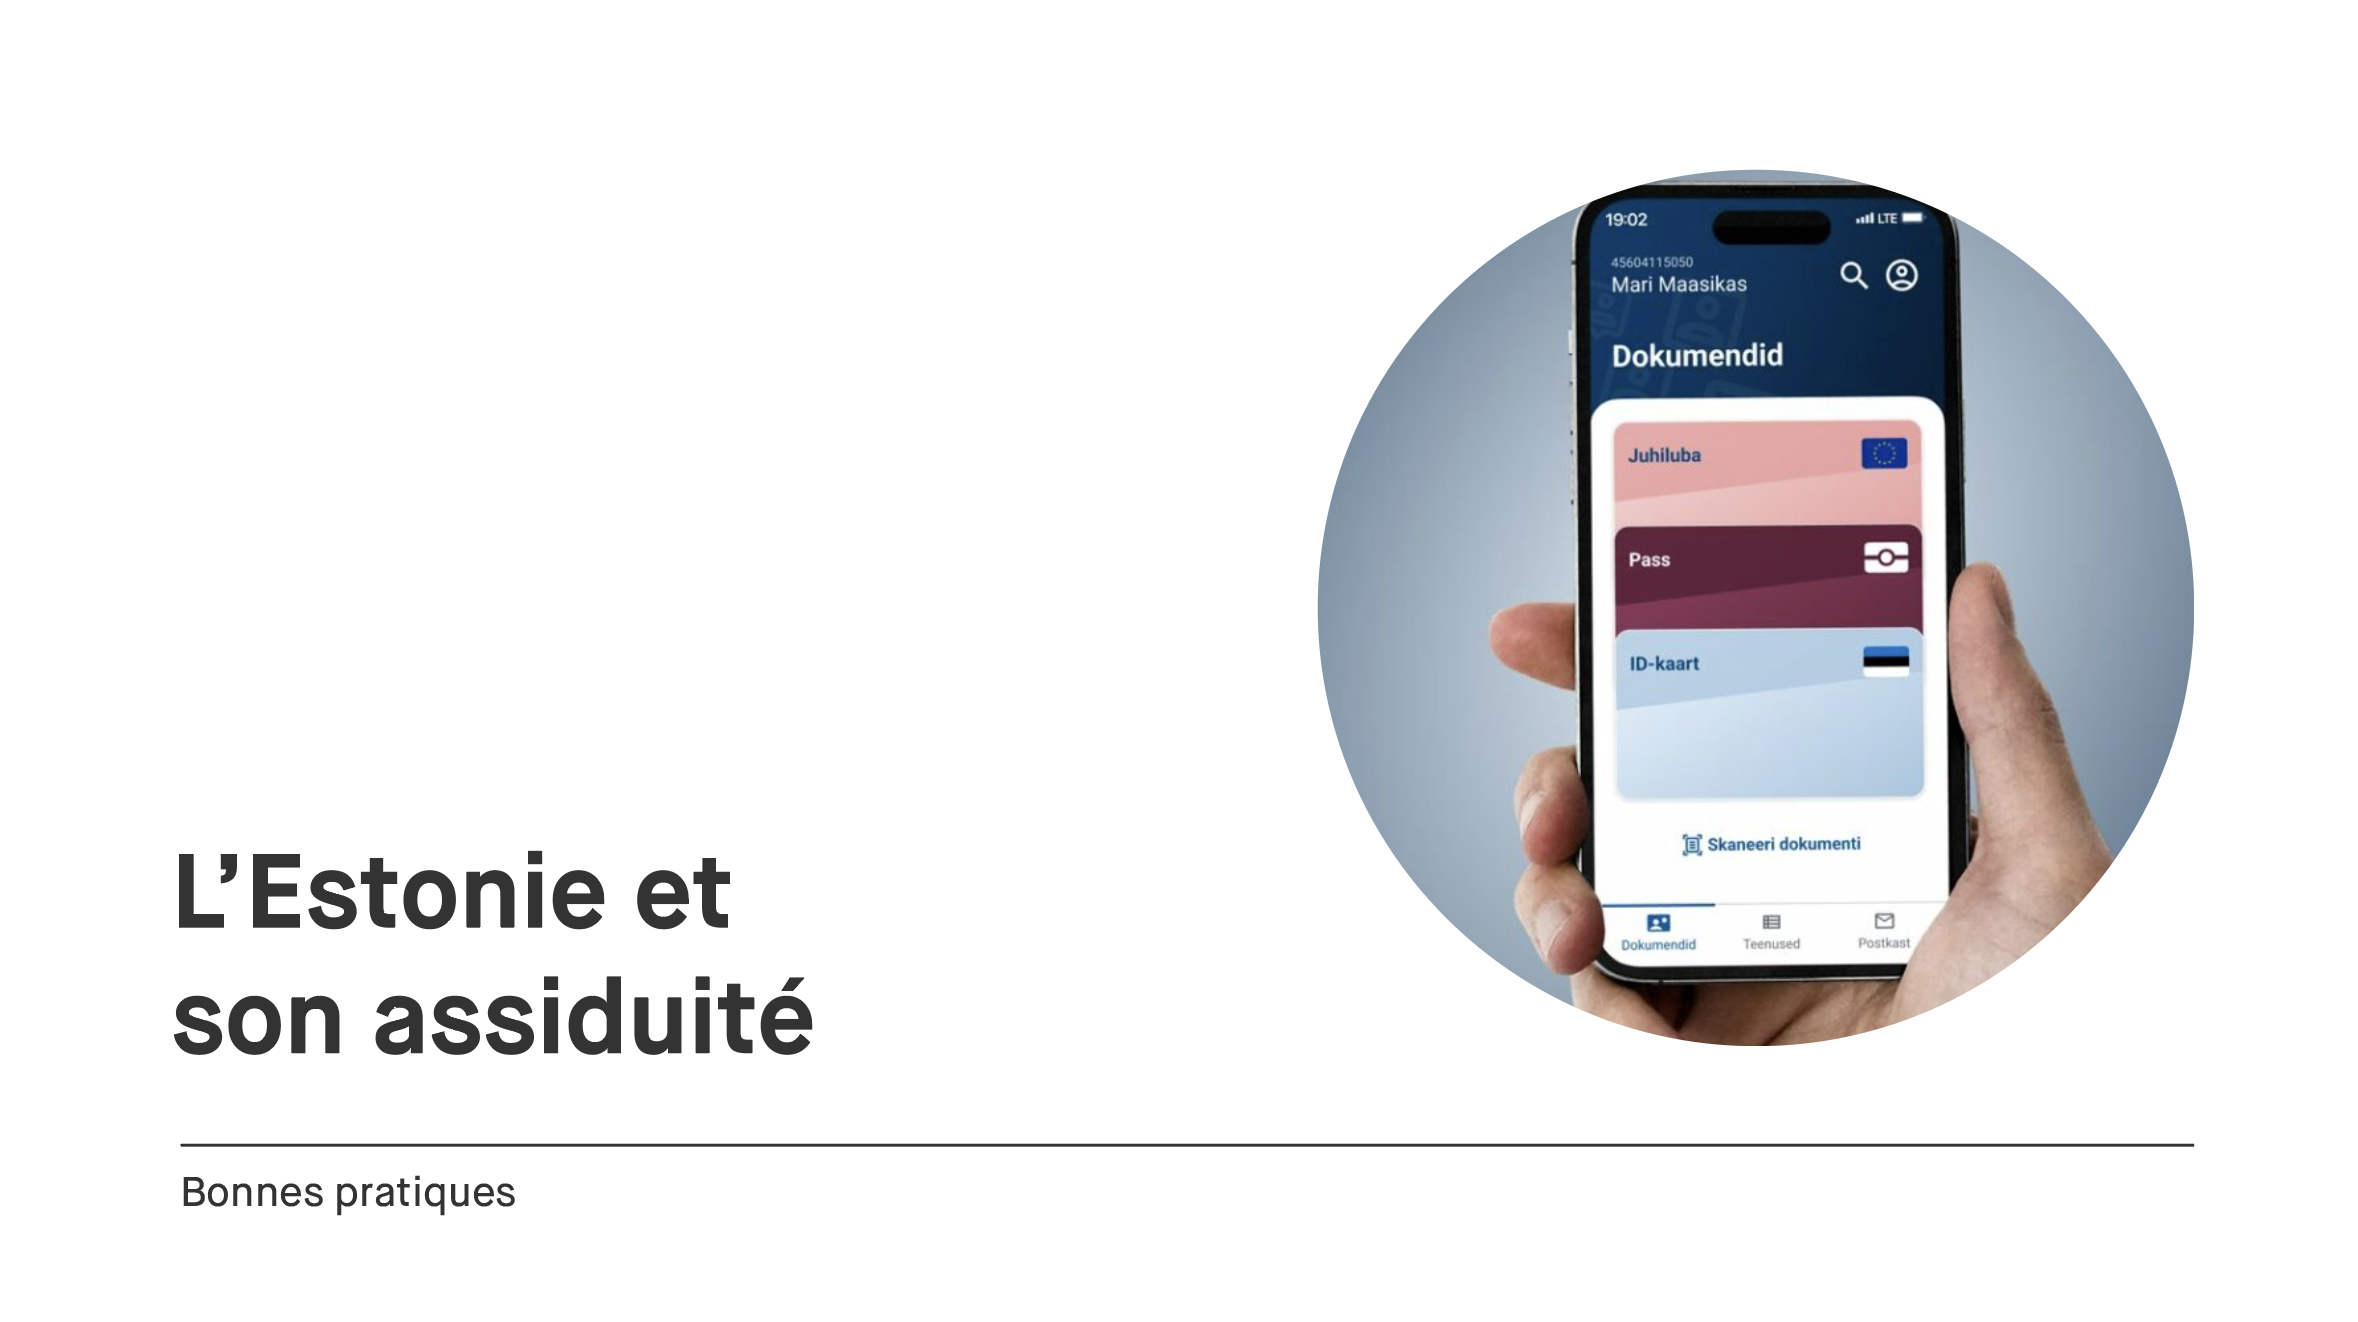 L’Estonie et
son assiduité
Bonnes pratiques
19:02
LTE
45604115050
Mari Maasikas
Dokumendid
Juhiluba
Pass
ID-kaart
Skaneeri dokumenti
Dokumendid
Teenused
Postkast